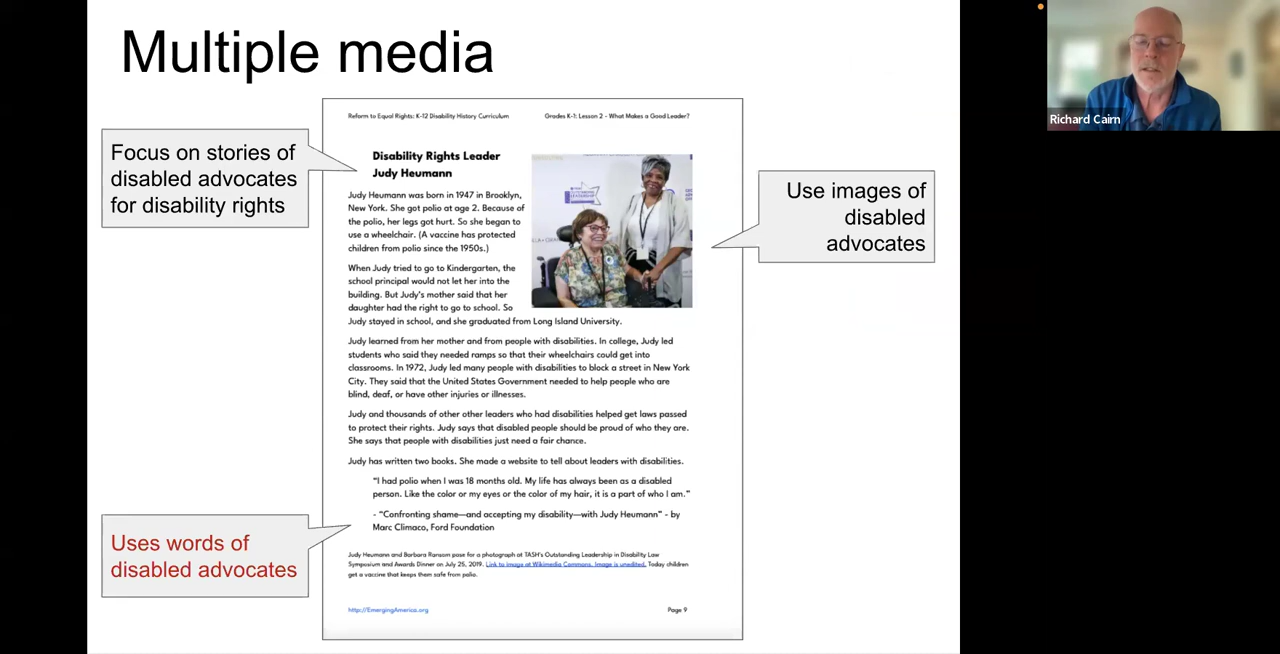 Multiple media
Focus on stories of
disabled advocates
for disability rights
Reform to Equal Rights: K-12 Disability History Curriculum
Grades K-1: Lesson 2 - What Makes a Good Leader?
Disability Rights Leader
Judy Heumann
Judy Heumann was born in 1947 in Brooklyn,
New York. She got polio at age 2. Because of
the polio, her legs got hurt. So she began to
use a wheelchair. (A vaccine has protected
children from polio since the 1950s.)
When Judy tried to go to Kindergarten, the
school principal would not let her into the
building. But Judy's mother said that her
daughter had the right to go to school. So
Judy stayed in school, and she graduated from Long Island University.
Judy learned from her mother and from people with disabilities. In college, Judy led
students who said they needed ramps so that their wheelchairs could get into
classrooms. In 1972, Judy led many people with disabilities to block a street in New York
City. They said that the United States Government needed to help people who are
blind, deaf, or have other injuries or illnesses.
Judy and thousands of other other leaders who had disabilities helped get laws passed
to protect their rights. Judy says that disabled people should be proud of who they are.
She says that people with disabilities just need a fair chance.
Judy has written two books. She made a website to tell about leaders with disabilities.
"I had polio when I was 18 months old. My life has always been as a disabled
person. Like the color or my eyes or the color of my hair, it is a part of who I am."
- "Confronting shame—and accepting my disability—with Judy Heumann" - by
Marc Climaco, Ford Foundation
Judy Heumann and Barbara Ransom pose for a photograph at TASH's Outstanding Leadership in Disability Law
Symposium and Awards Dinner on July 25, 2019. Link to image at Wikimedia Commons. Image is unedited. Today children
get a vaccine that keeps them safe from polio.
http://EmergingAmerica.org
Page 9
Use images of
disabled
advocates
Uses words of
disabled advocates
Richard Cairn